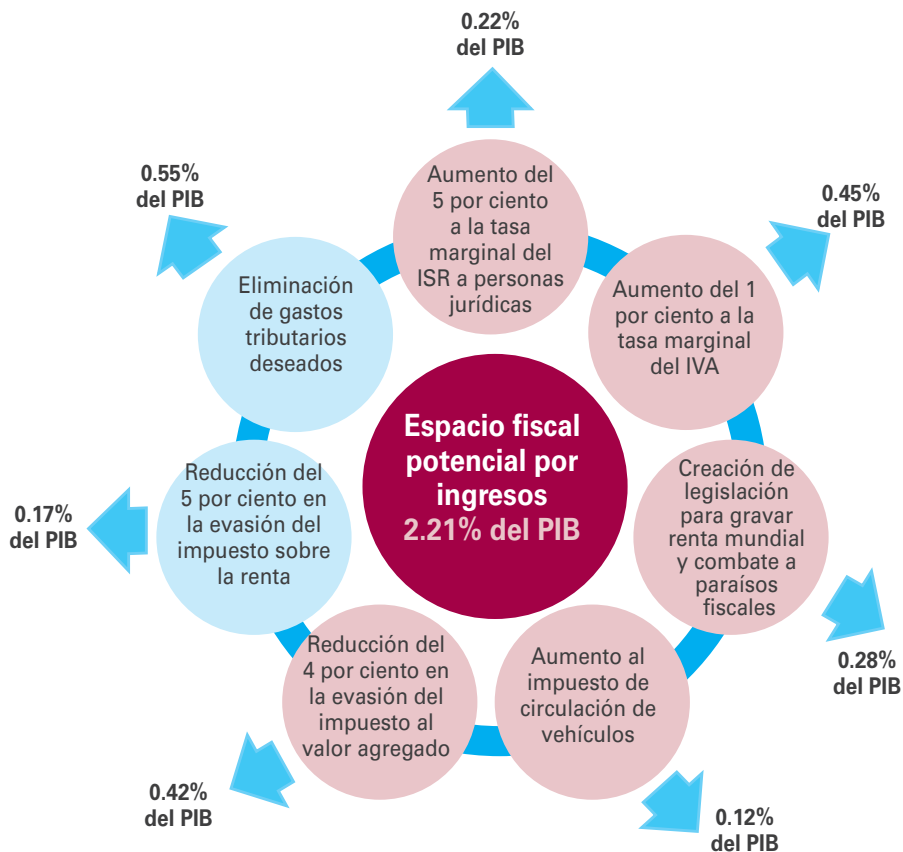 0.22%
del PIB
Aumento del
5 por ciento
a la tasa
marginal del
ISR a personas
jurídicas
0.45%
del PIB
Aumento del 1
por ciento a la
tasa marginal
del IVA
Creación de
legislación
para gravar
renta mundial
y combate a
paraísos
fiscales
0.28%
del PIB
Aumento al
impuesto de
circulación de
vehículos
0.12%
del PIB
Reducción del
4 por ciento en
la evasión del
impuesto al
valor agregado
0.42%
del PIB
Reducción del
5 por ciento en
la evasión del
impuesto sobre
la renta
0.17%
del PIB
Eliminación
de gastos
tributarios
deseados
0.55%
del PIB
Espacio fiscal
potencial por
ingresos
2.21% del PIB